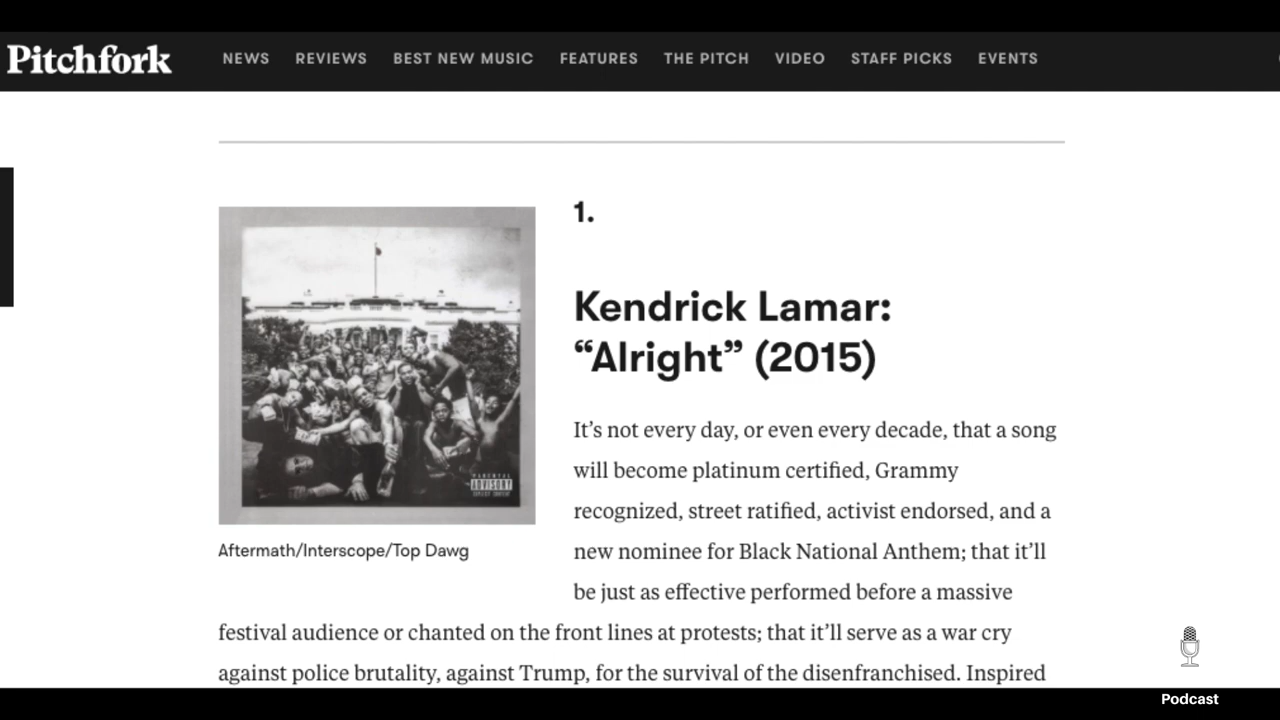 Pitchfork NEWS REVIEWS BEST NEW MUSIC FEATURES THE PITCH VIDEO STAFF PICKS EVENTS
1.
Kendrick Lamar:
“Alright” (2015)
It’s not every day, or even every decade, that a song
will become platinum certified, Grammy
recognized, street ratified, activist endorsed, and a
new nominee for Black National Anthem; that it’ll
be just as effective performed before a massive
festival audience or chanted on the front lines at protests; that it’ll serve as a war cry
against police brutality, against Trump, for the survival of the disenfranchised. Inspired
PARENTAL
ADVISORY
EXPLICIT CONTENT
Aftermath/Interscope/Top Dawg
Podcast